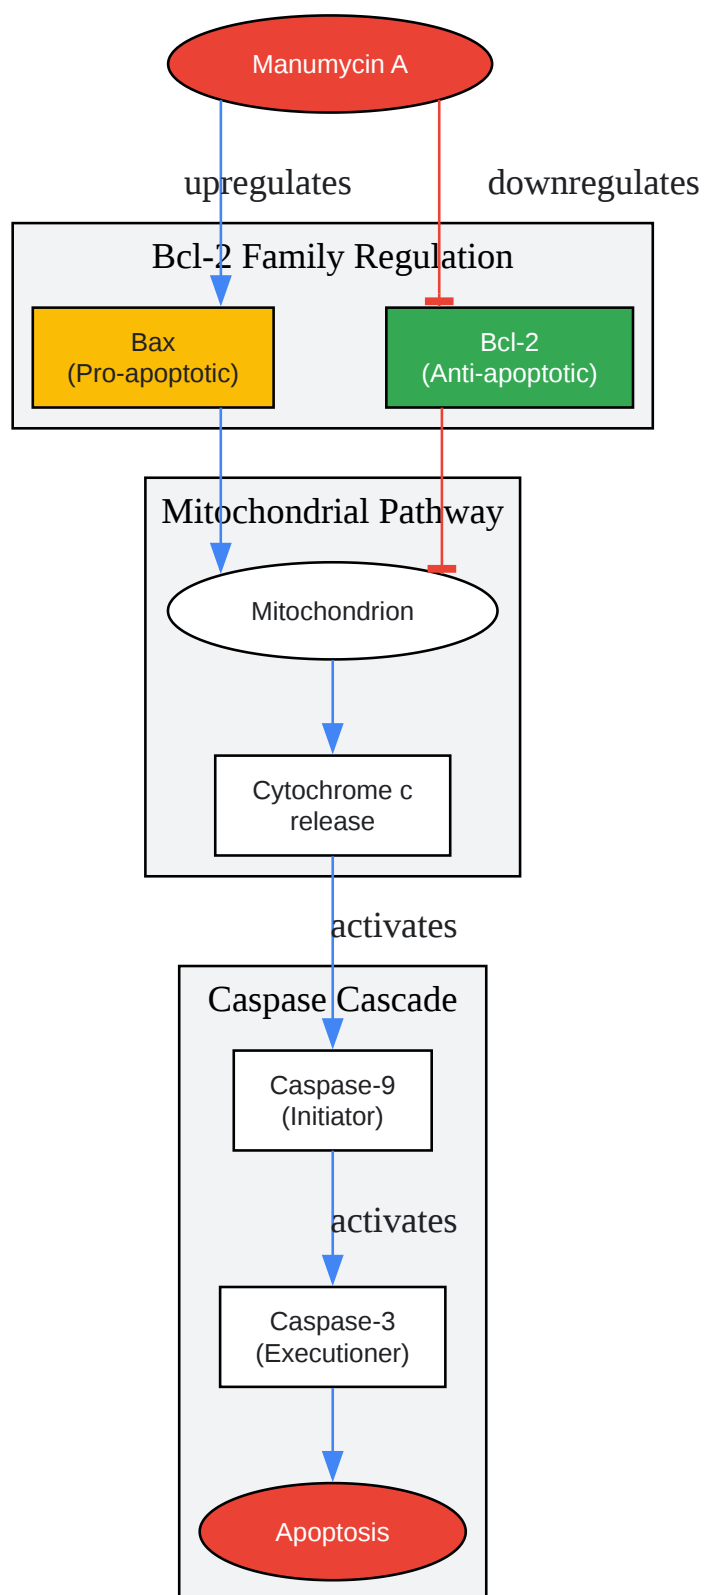 Manumycin A
upregulates
downregulates
Bcl-2 Family Regulation
Bax
(Pro-apoptotic)
Bcl-2
(Anti-apoptotic)
Mitochondrial Pathway
Mitochondrion
Cytochrome c
release
activates
Caspase Cascade
Caspase-9
(Initiator)
activates
Caspase-3
(Executioner)
Apoptosis